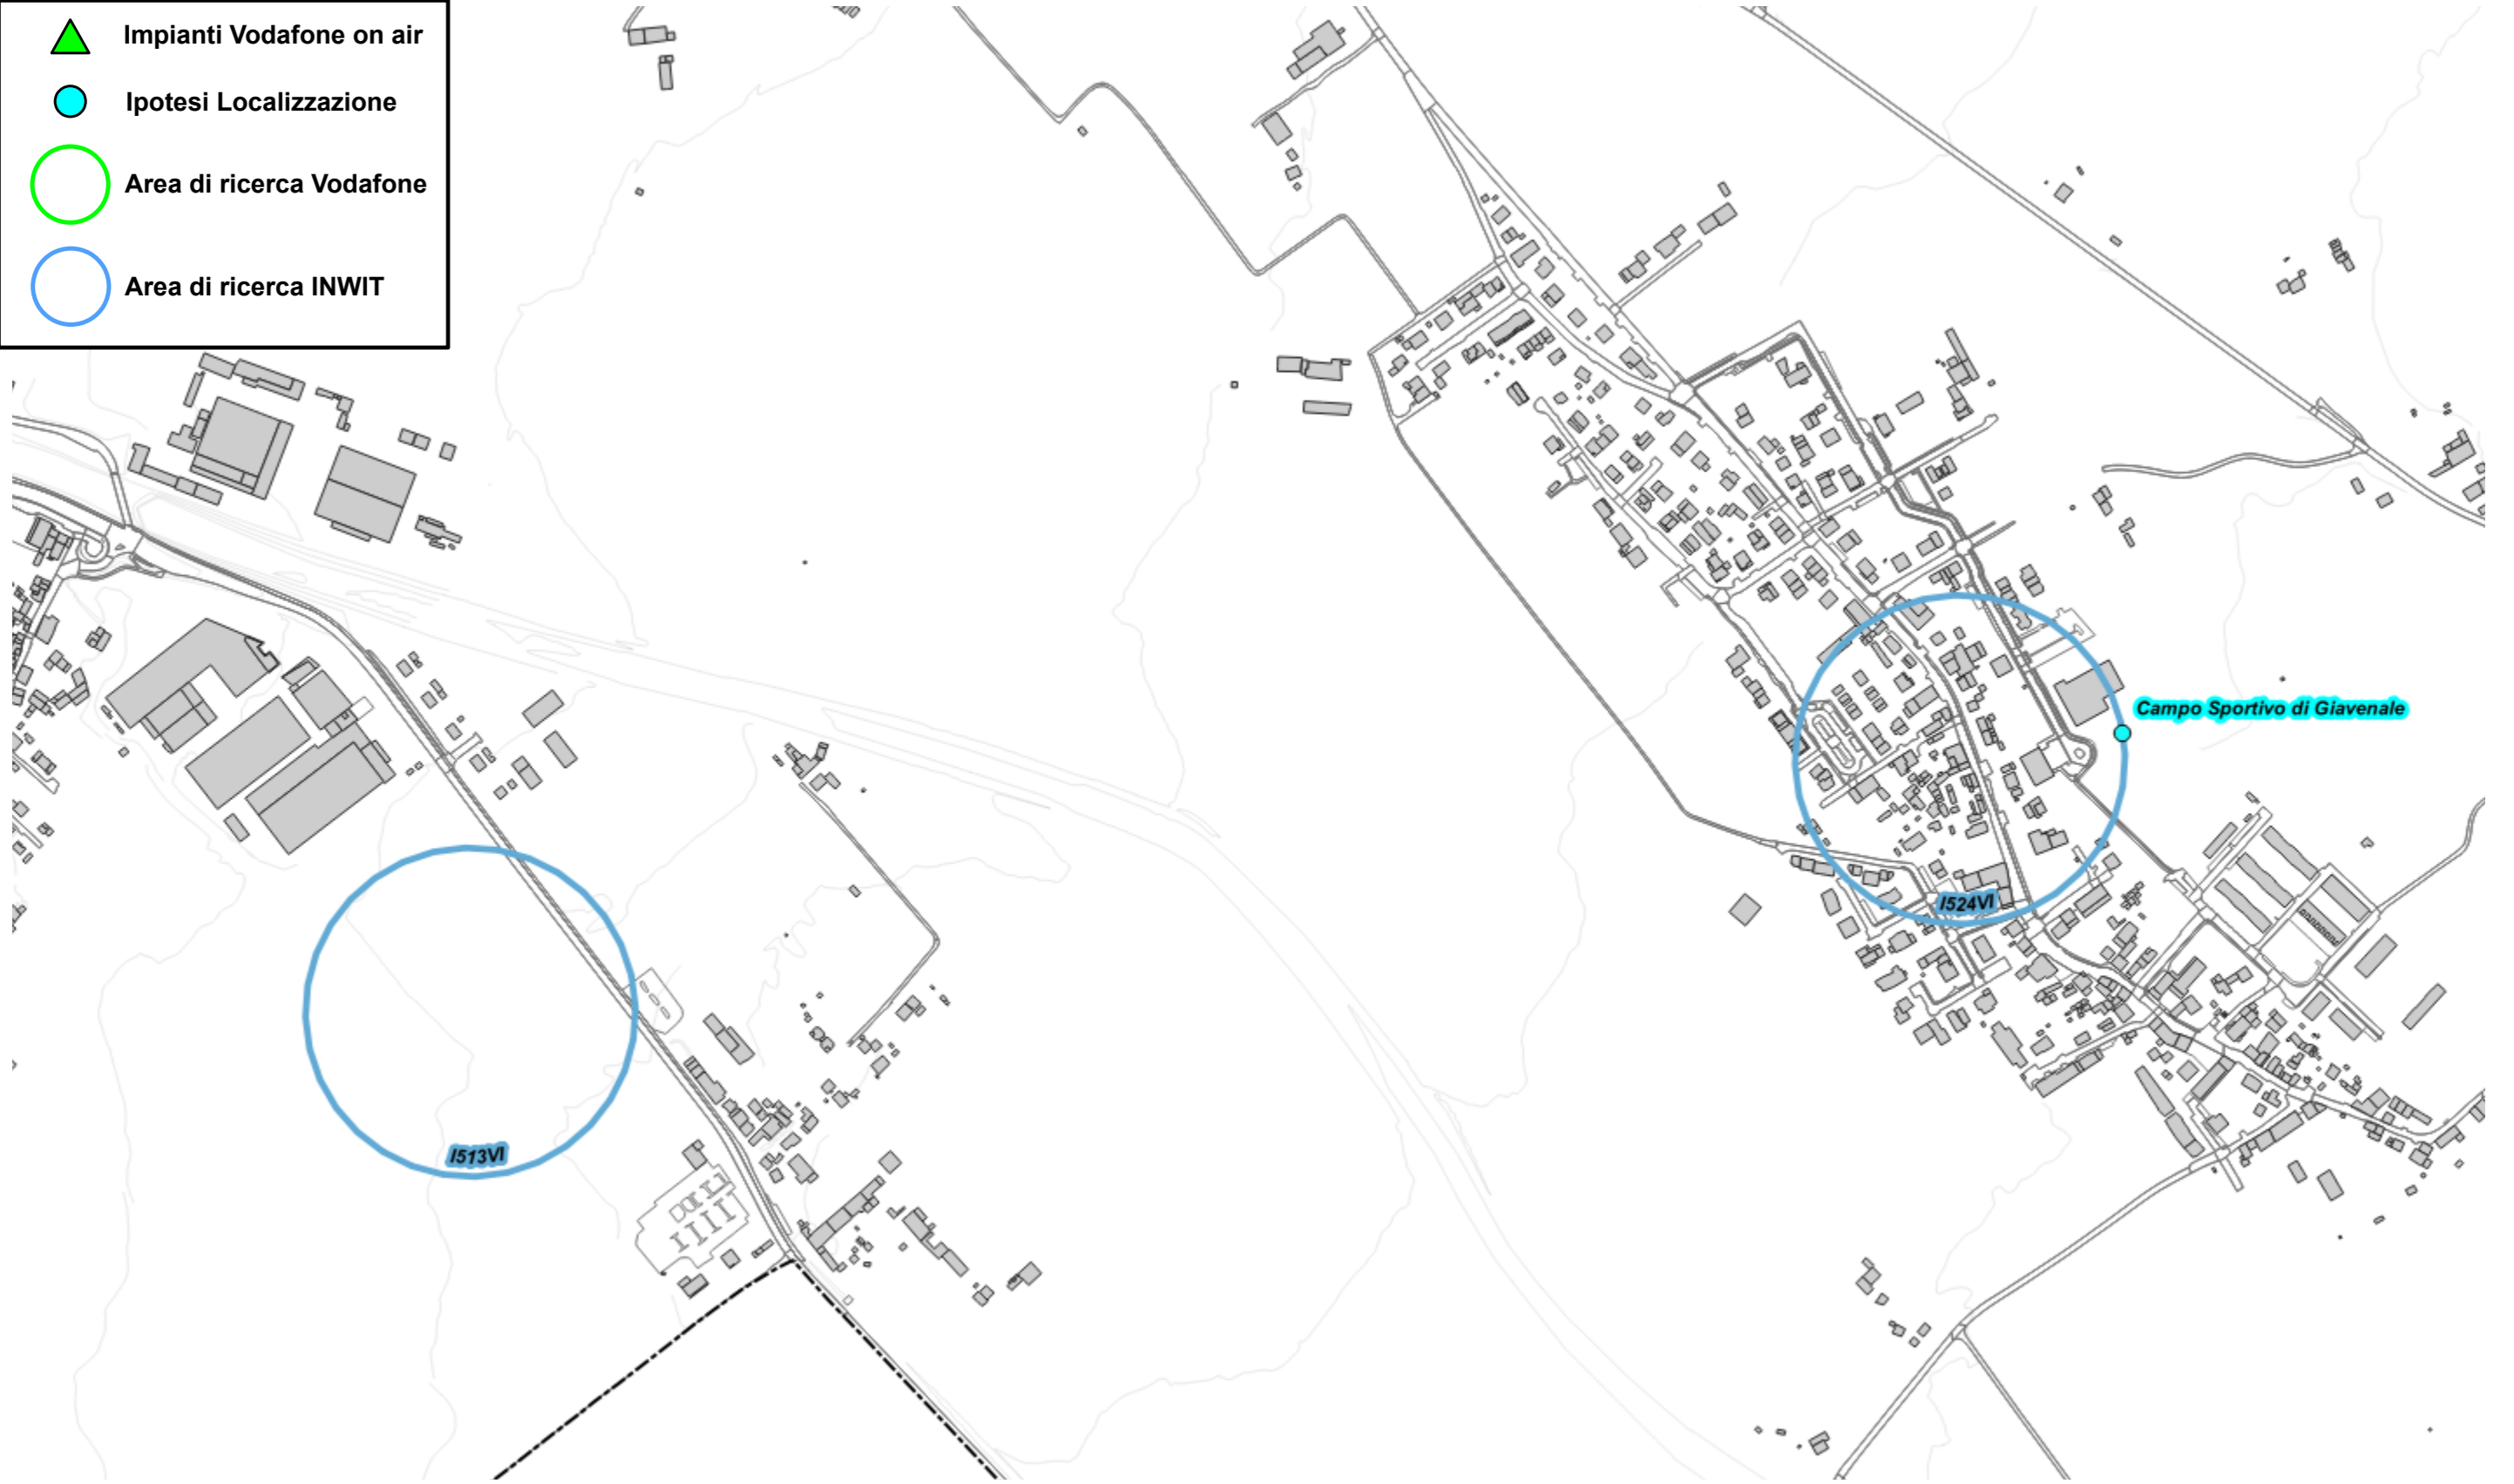 Impianti Vodafone on air
Ipotesi Localizzazione
Area di ricerca Vodafone
Area di ricerca INWIT
Campo Sportivo di Giavenale
I524VI
I513VI